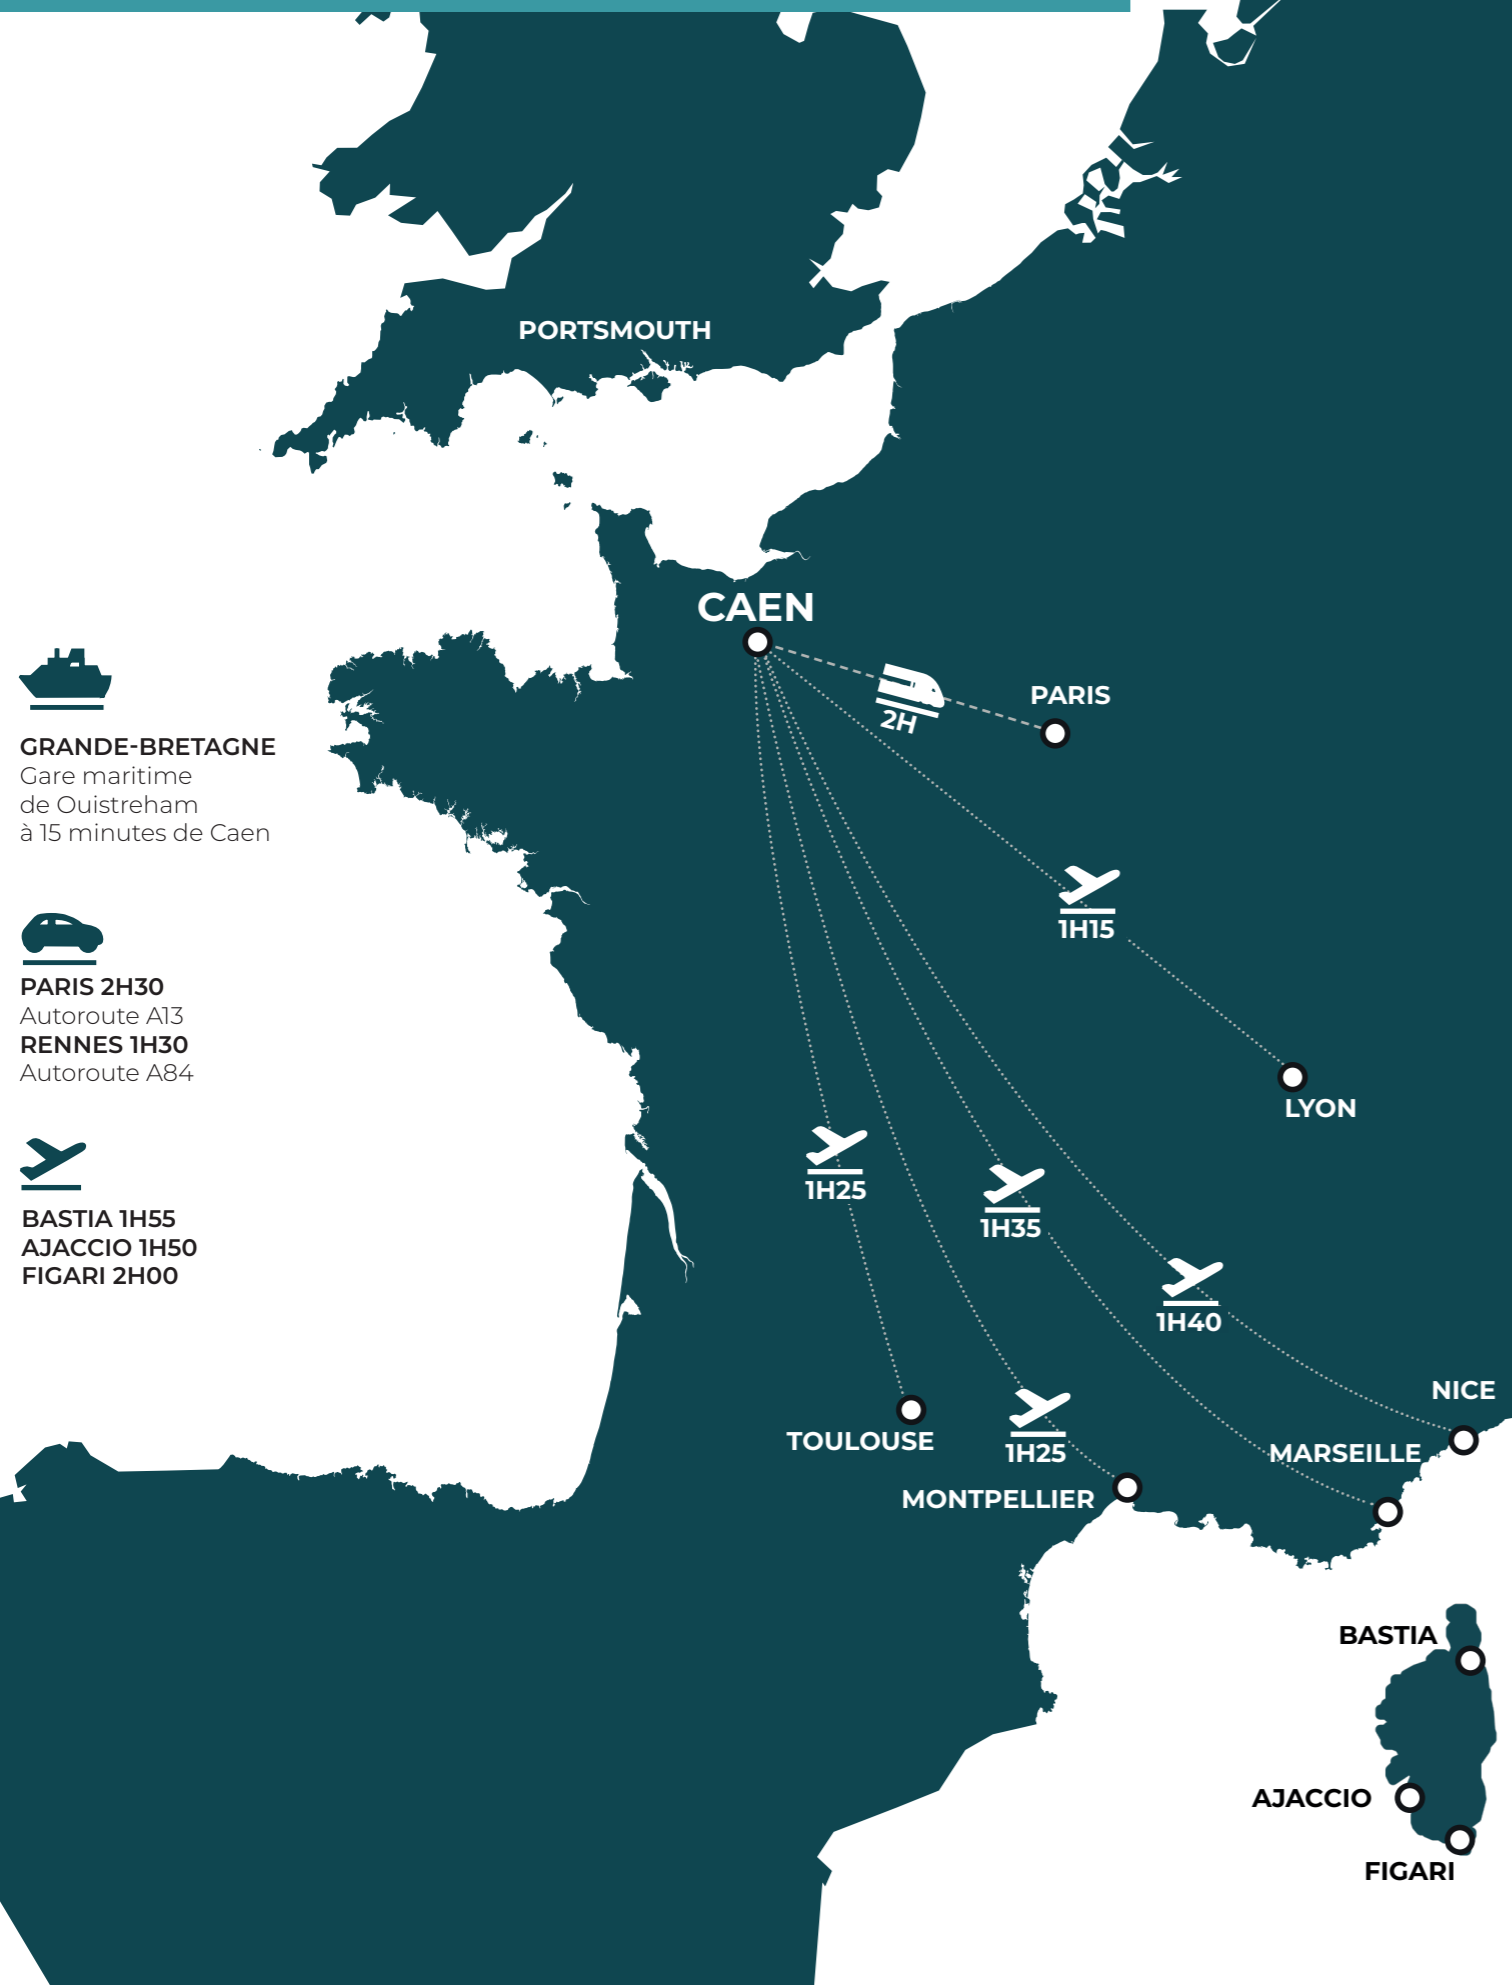 PORTSMOUTH
CAEN
2H
PARIS
GRANDE-BRETAGNE
Gare maritime
de Ouistreham
à 15 minutes de Caen
PARIS 2H30
Autoroute A13
RENNES 1H30
Autoroute A84
BASTIA 1H55
AJACCIO 1H50
FIGARI 2H00
1H15
LYON
1H25
1H35
1H40
NICE
TOULOUSE
1H25
MARSEILLE
MONTPELLIER
BASTIA
AJACCIO
FIGARI